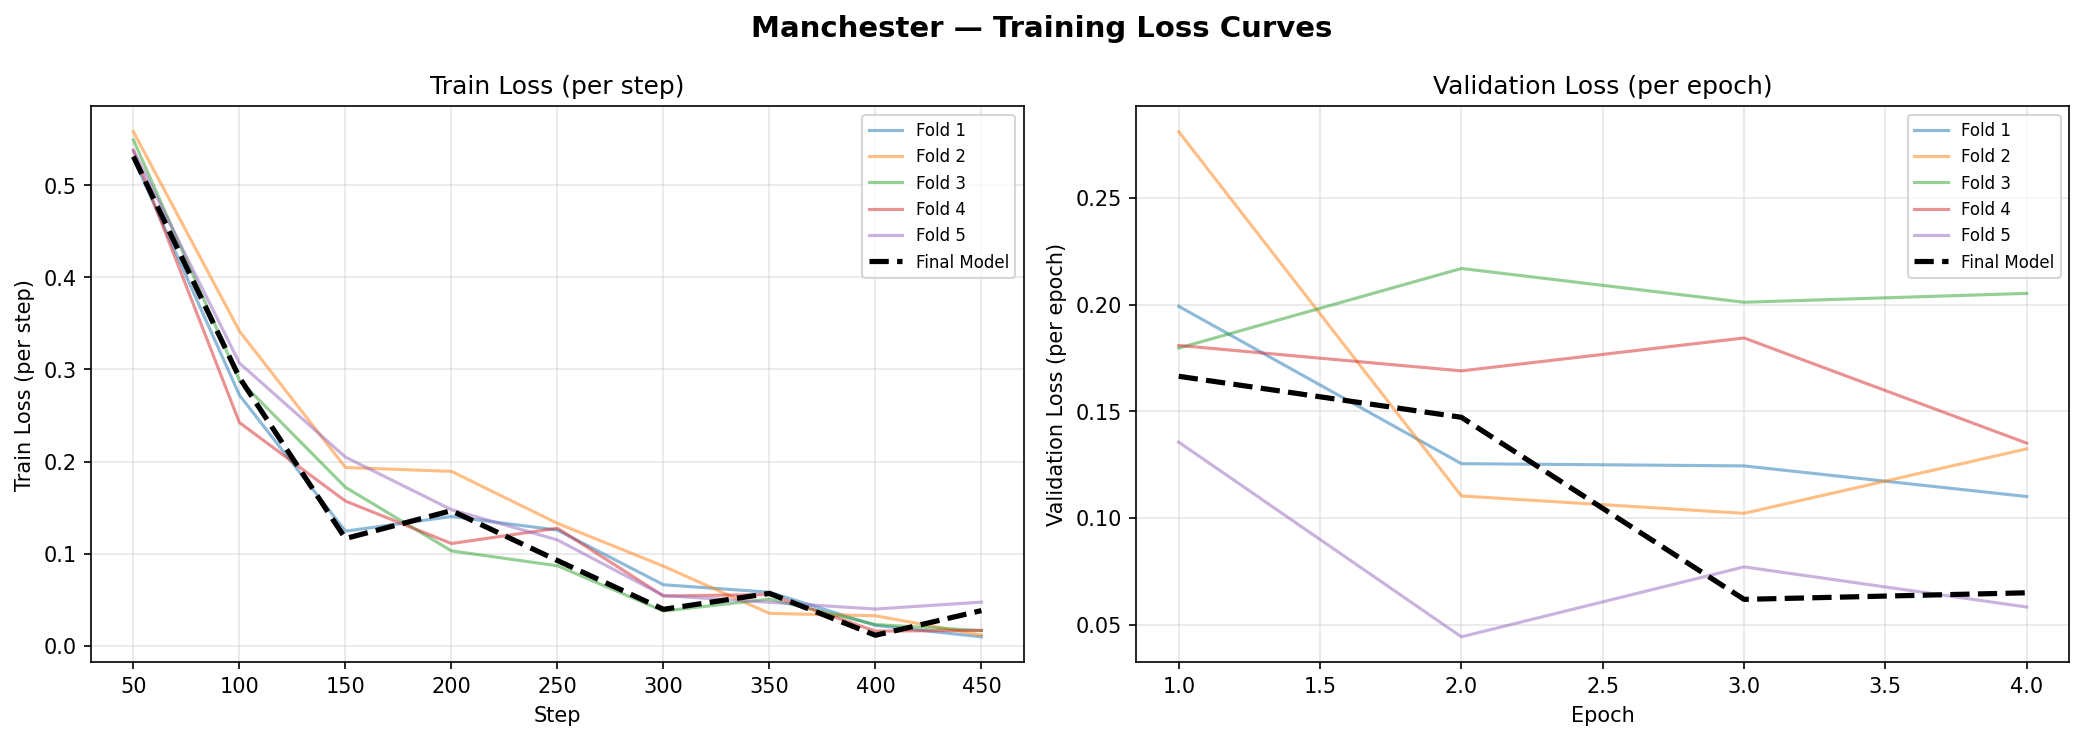 Manchester — Training Loss Curves
Train Loss (per step)
Train Loss (per step)
0.5
0.4
0.3
0.2
0.1
0.0
50 100 150 200 250 300 350 400 450
Step
Fold 1
Fold 2
Fold 3
Fold 4
Fold 5
Final Model
Validation Loss (per epoch)
Validation Loss (per epoch)
0.25
0.20
0.15
0.10
0.05
1.0 1.5 2.0 2.5 3.0 3.5 4.0
Epoch
Fold 1
Fold 2
Fold 3
Fold 4
Fold 5
Final Model